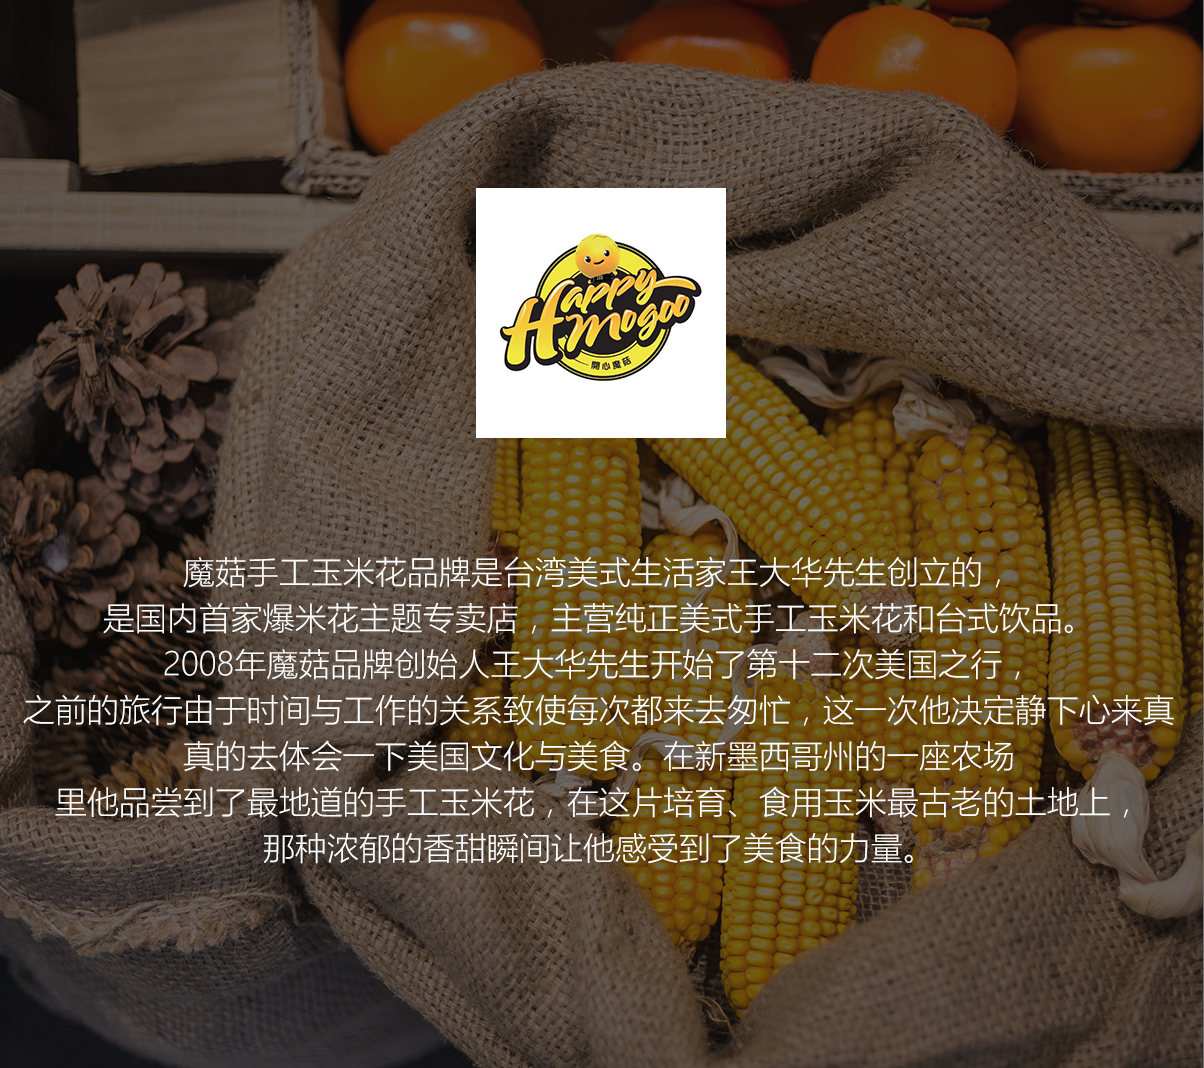 Happy
Mogoo
開心魔菇
魔菇手工玉米花品牌是台湾美式生活家王大华先生创立的，
是国内首家爆米花主题专卖店，主营纯正美式手工玉米花和台式饮品。
2008年魔菇品牌创始人王大华先生开始了第十二次美国之行，
之前的旅行由于时间与工作的关系致使每次都来去匆忙，这一次他决定静下心来真
真的去体会一下美国文化与美食。在新墨西哥州的一座农场
里他品尝到了最地道的手工玉米花，在这片培育、食用玉米最古老的土地上，
那种浓郁的香甜瞬间让他感受到了美食的力量。